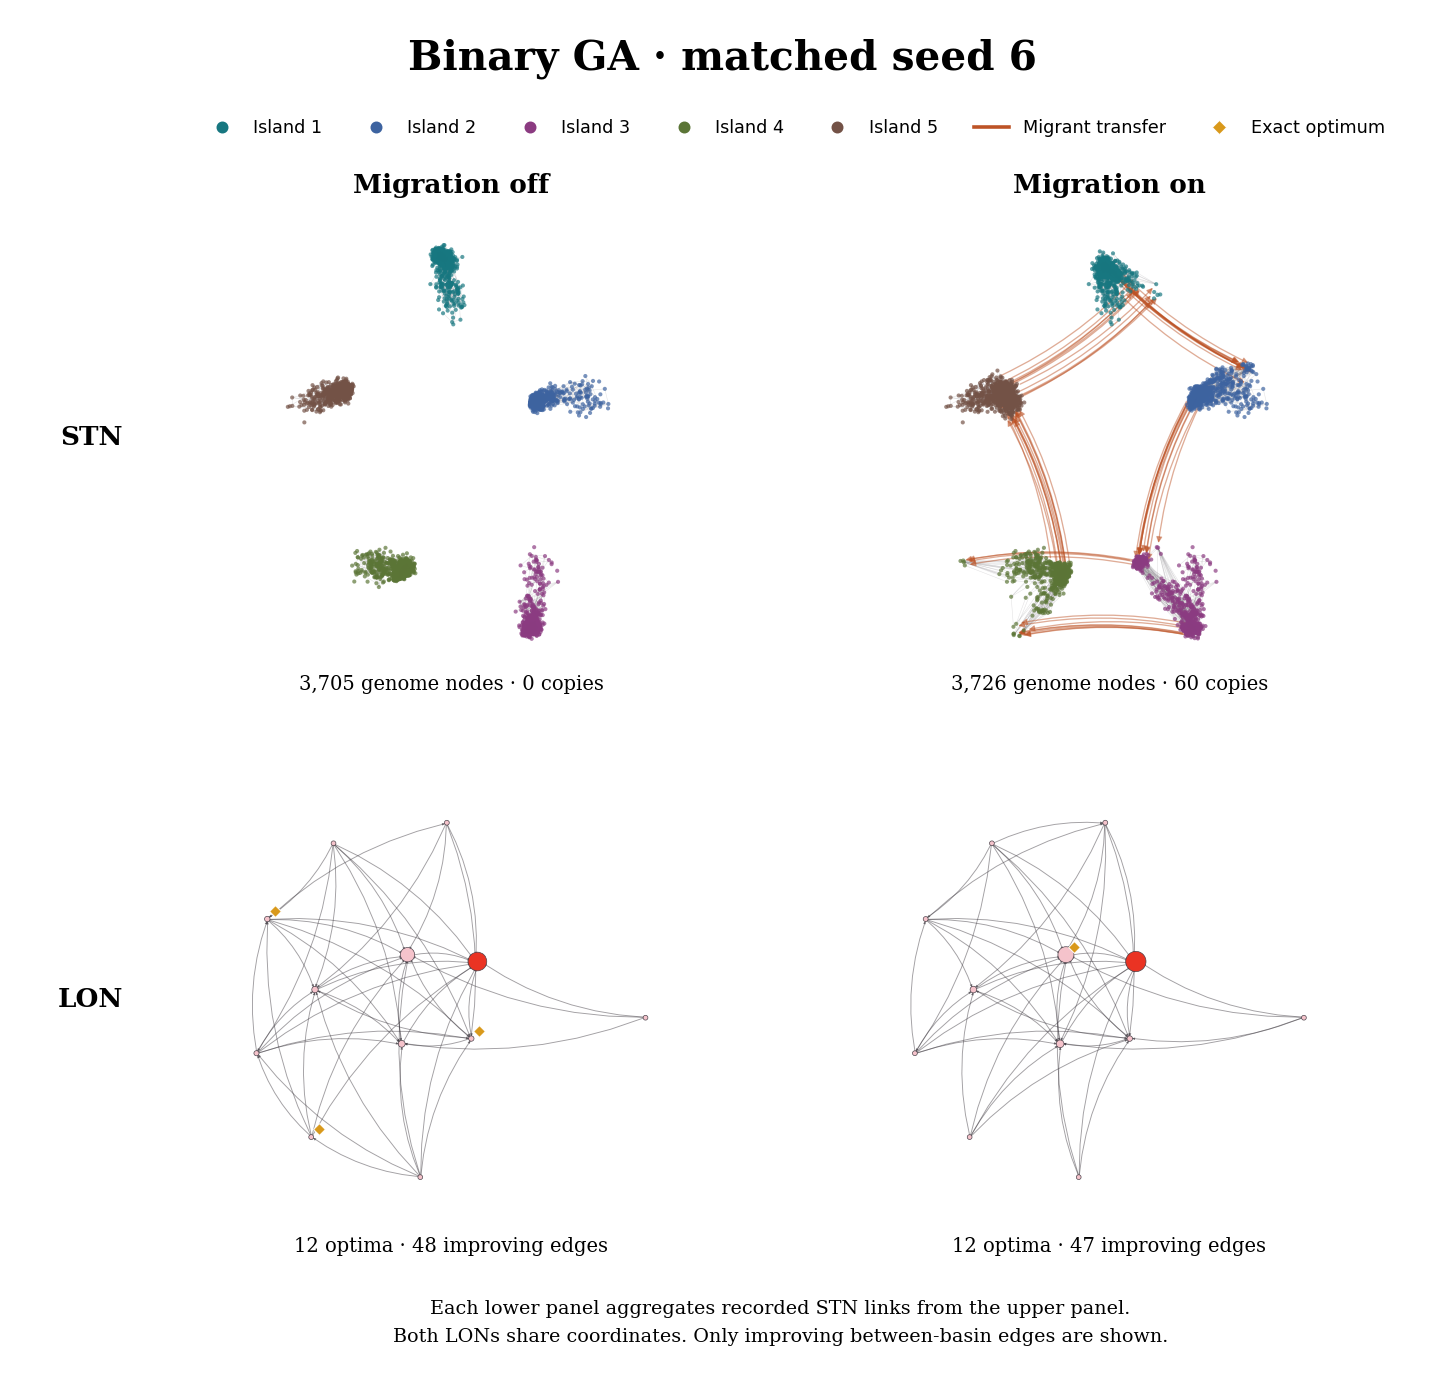 Binary GA · matched seed 6
Island 1
Island 2
Island 3
Island 4
Island 5
Migrant transfer
Exact optimum
Migration off
Migration on
STN
3,705 genome nodes · 0 copies
3,726 genome nodes · 60 copies
LON
12 optima · 48 improving edges
12 optima · 47 improving edges
Each lower panel aggregates recorded STN links from the upper panel.
Both LONs share coordinates. Only improving between-basin edges are shown.